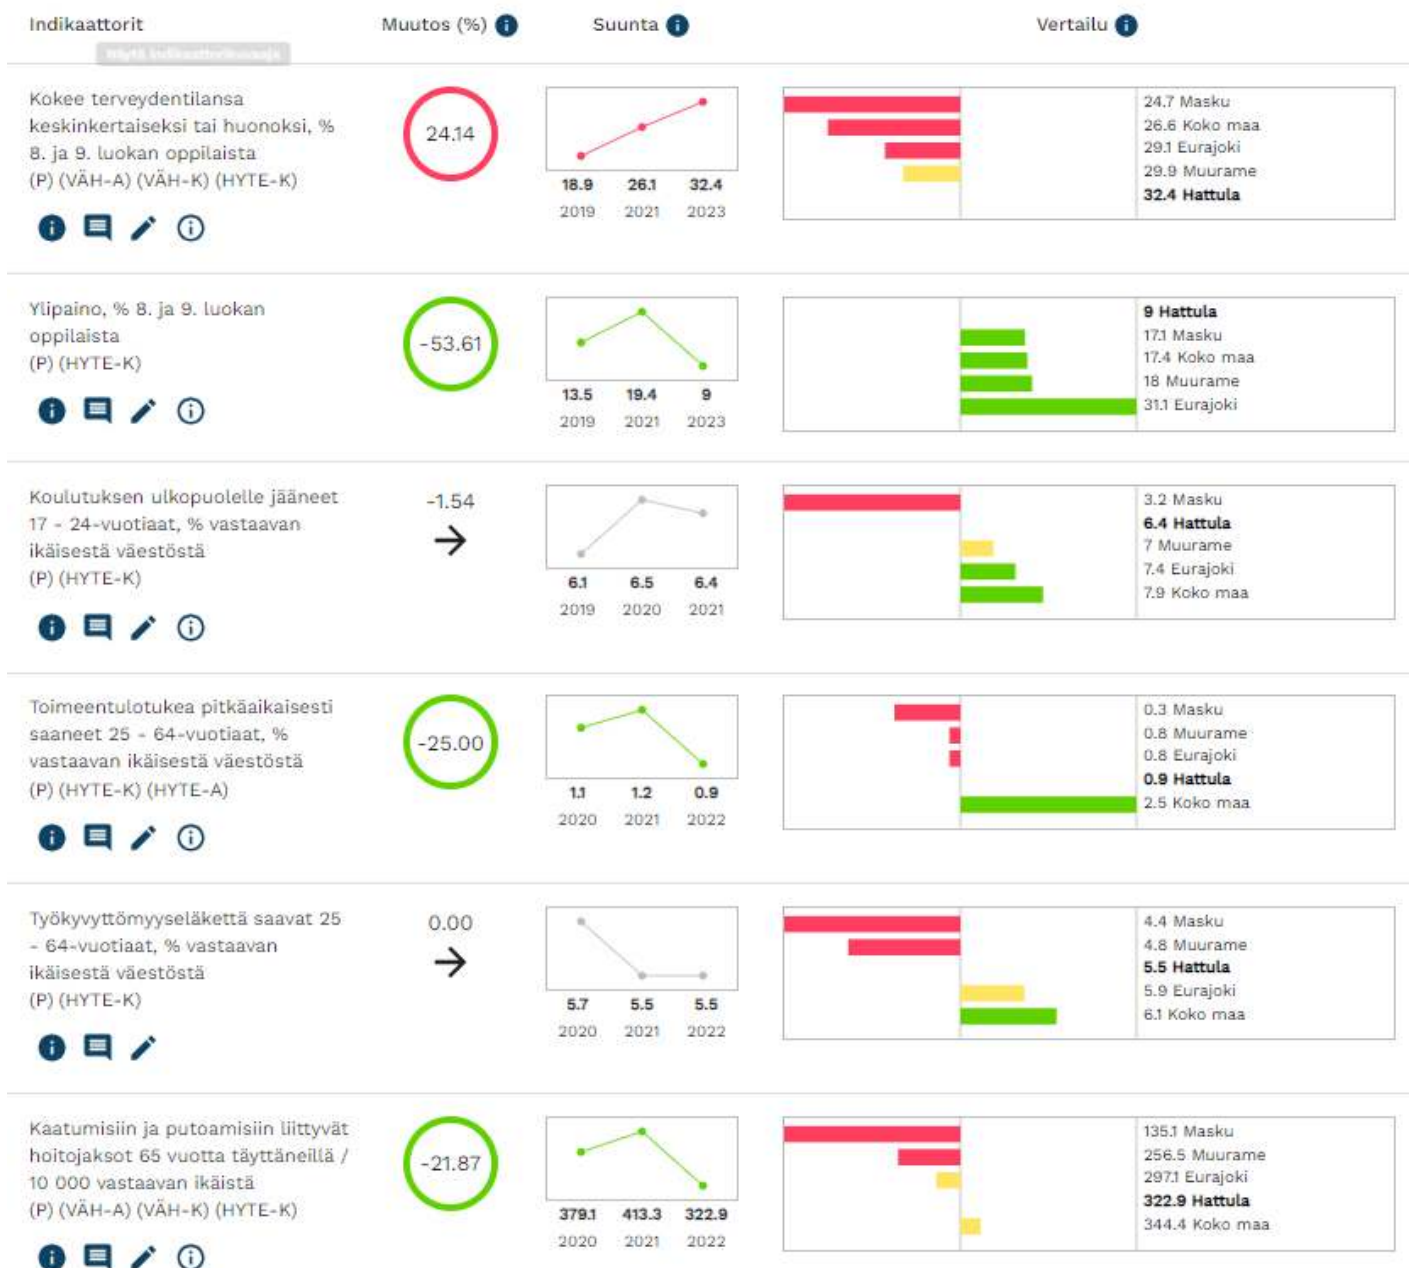 Indikaattorit
Muutos (%)
Suunta
Vertailu
Kokee terveydentilansa
keskinkertaiseksi tai huonoksi, %
8. ja 9. luokan oppilaista
(P) (VÄH-A) (VÄH-K) (HYTE-K)
24.14
18.9 26.1 32.4
2019 2021 2023
24.7 Masku
26.6 Koko maa
29.1 Eurajoki
29.9 Muurame
32.4 Hattula
Ylipaino, % 8. ja 9. luokan
oppilaista
(P) (HYTE-K)
-53.61
13.5 19.4 9
2019 2021 2023
9 Hattula
17.1 Masku
17.4 Koko maa
18 Muurame
31.1 Eurajoki
Koulutuksen ulkopuolelle jääneet
17 - 24-vuotiaat, % vastaavan
ikäisestä väestöstä
(P) (HYTE-K)
-1.54
6.1 6.5 6.4
2019 2020 2021
3.2 Masku
6.4 Hattula
7 Muurame
7.4 Eurajoki
7.9 Koko maa
Toimeentulotukea pitkäaikaisesti
saaneet 25 - 64-vuotiaat, %
vastaavan ikäisestä väestöstä
(P) (HYTE-K) (HYTE-A)
-25.00
1.1 1.2 0.9
2020 2021 2022
0.3 Masku
0.8 Muurame
0.8 Eurajoki
0.9 Hattula
2.5 Koko maa
Työkyvyttömyyseläkettä saavat 25
- 64-vuotiaat, % vastaavan
ikäisestä väestöstä
(P) (HYTE-K)
0.00
5.7 5.5 5.5
2020 2021 2022
4.4 Masku
4.8 Muurame
5.5 Hattula
5.9 Eurajoki
6.1 Koko maa
Kaatumisiin ja putoamisiin liittyvät
hoitojaksot 65 vuotta täyttäneillä /
10 000 vastaavan ikäistä
(P) (VÄH-A) (VÄH-K) (HYTE-K)
-21.87
379.1 413.3 322.9
2020 2021 2022
135.1 Masku
256.5 Muurame
297.1 Eurajoki
322.9 Hattula
344.4 Koko maa